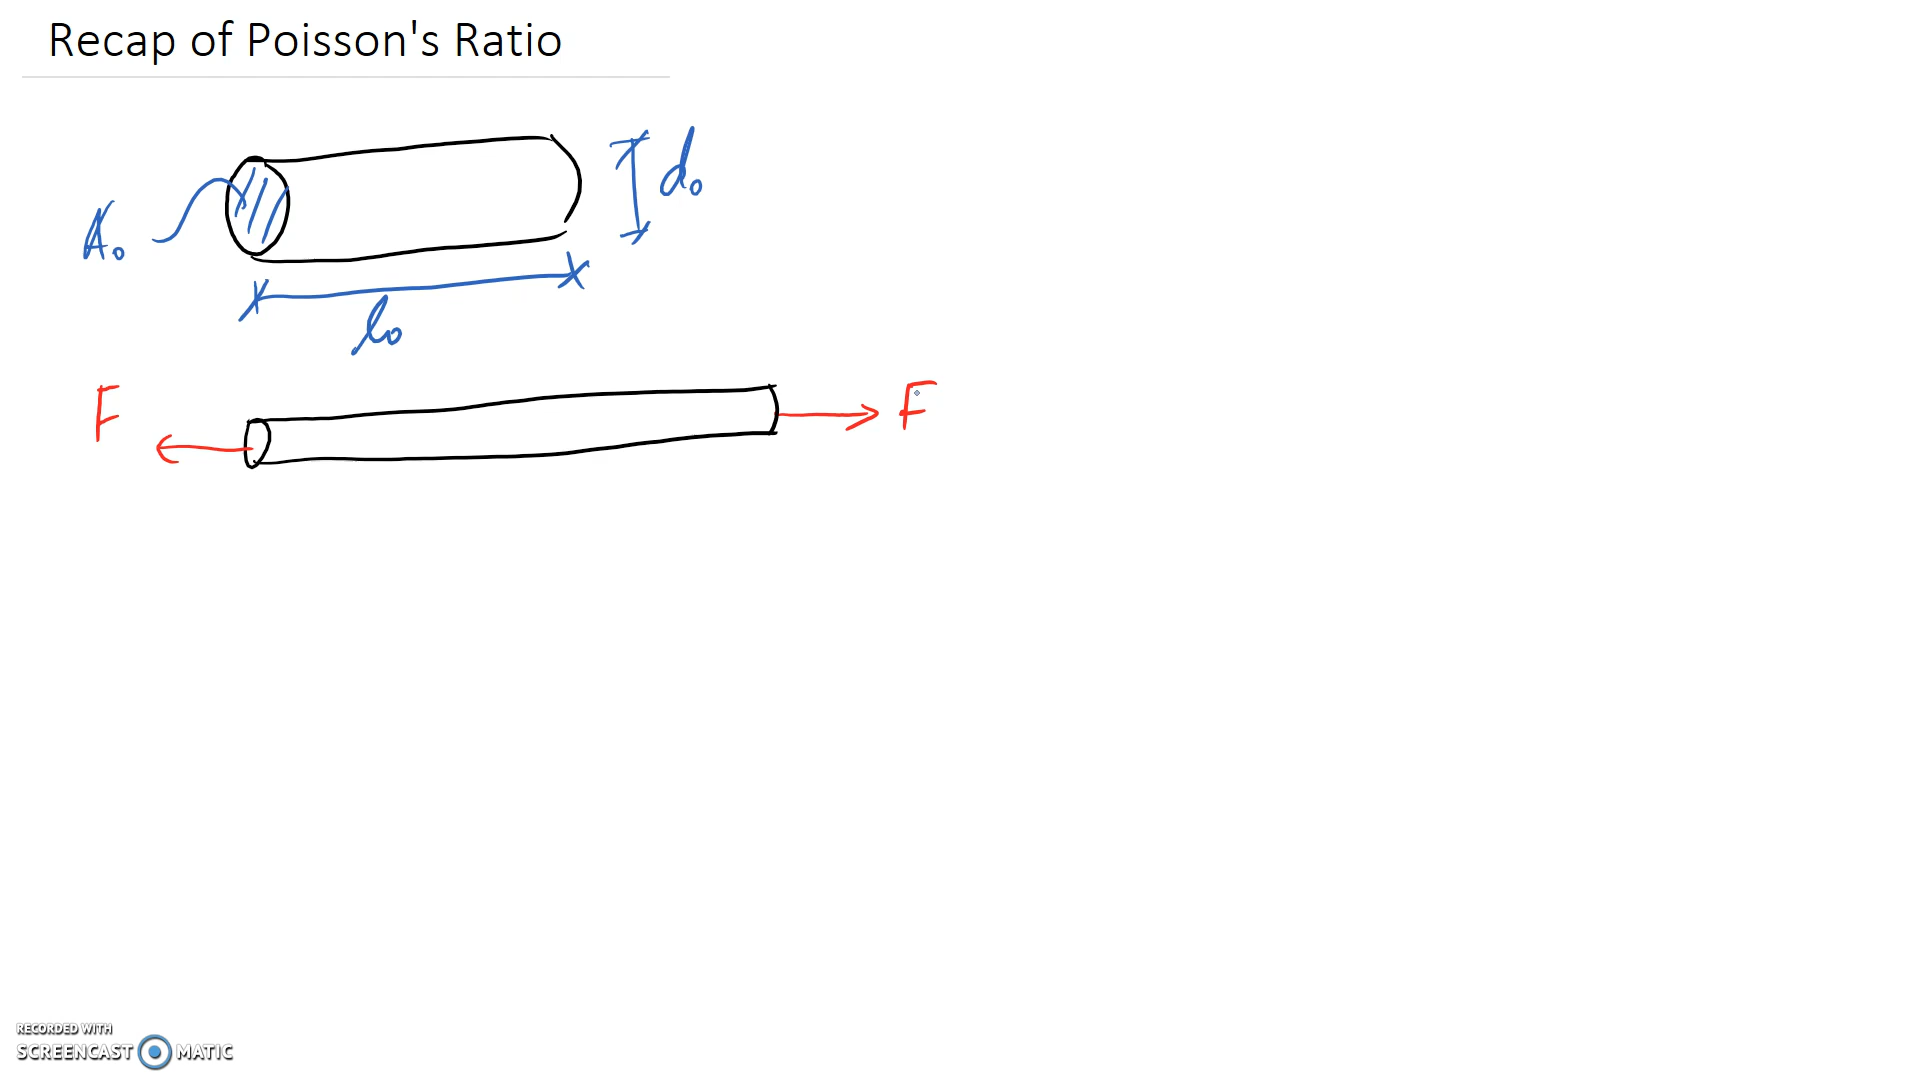 Recap of Poisson's Ratio
d₀
A₀
l₀
F
F
RECORDED WITH
SCREENCAST MATIC